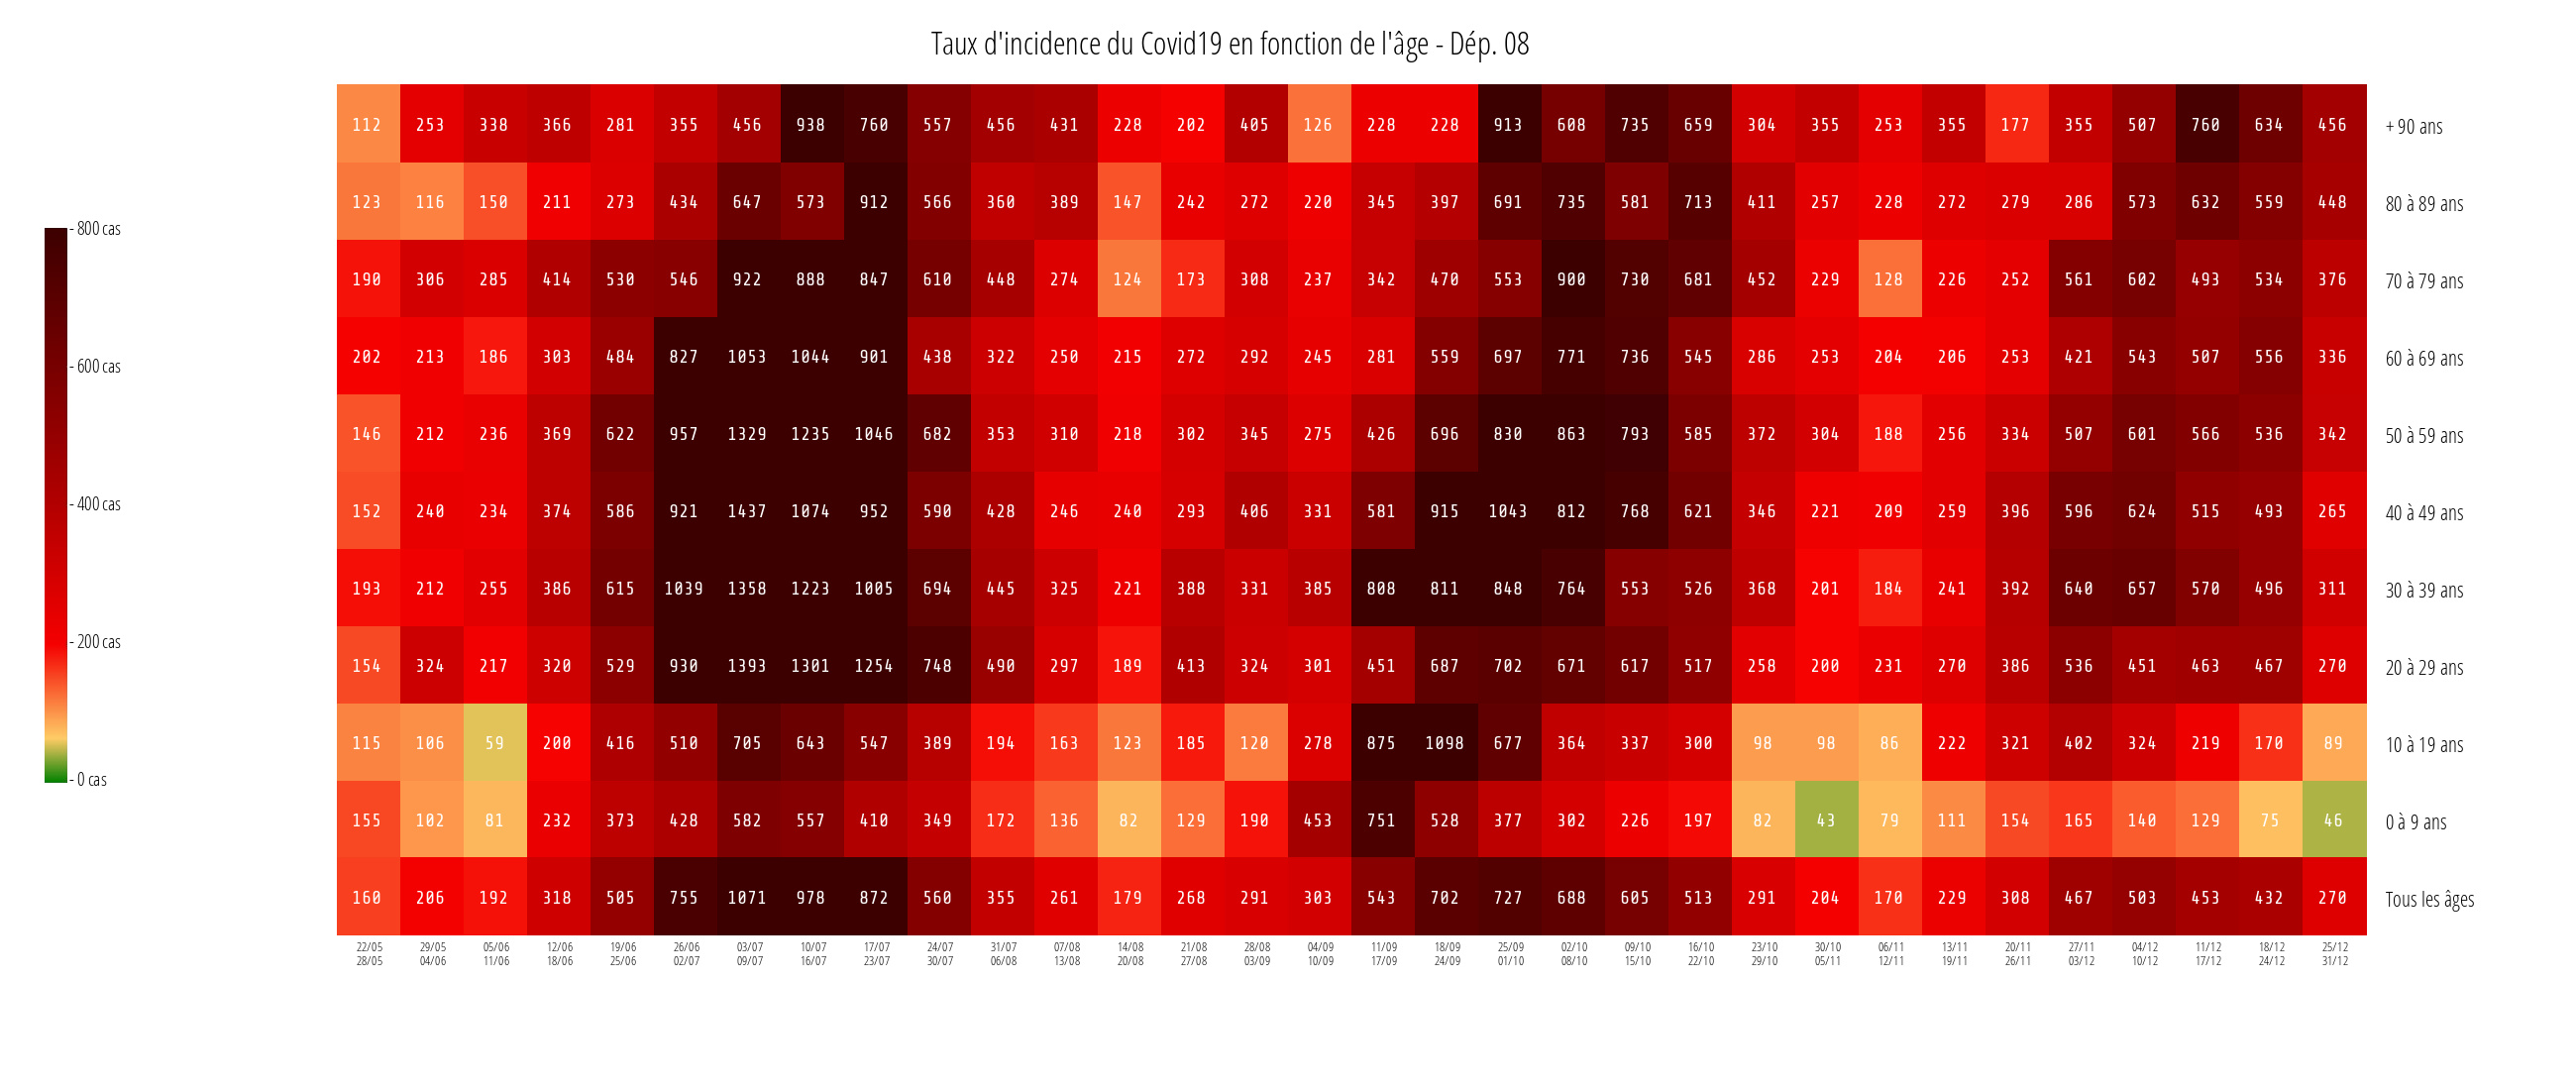 Taux d'incidence du Covid19 en fonction de l'âge - Dép. 08
- 800 cas
- 600 cas
- 400 cas
- 200 cas
- 0 cas
112 253 338 366 281 355 456 938 760 557 456 431 228 202 405 126 228 228 913 608 735 659 304 355 253 355 177 355 507 760 634 456 + 90 ans
123 116 150 211 273 434 647 573 912 566 360 389 147 242 272 220 345 397 691 735 581 713 411 257 228 272 279 286 573 632 559 448 80 à 89 ans
190 306 285 414 530 546 922 888 847 610 448 274 124 173 308 237 342 470 553 900 730 681 452 229 128 226 252 561 602 493 534 376 70 à 79 ans
202 213 186 303 484 827 1053 1044 901 438 322 250 215 272 292 245 281 559 697 771 736 545 286 253 204 206 253 421 543 507 556 336 60 à 69 ans
146 212 236 369 622 957 1329 1235 1046 682 353 310 218 302 345 275 426 696 830 863 793 585 372 304 188 256 334 507 601 566 536 342 50 à 59 ans
152 240 234 374 586 921 1437 1074 952 590 428 246 240 293 406 331 581 915 1043 812 768 621 346 221 209 259 396 596 624 515 493 265 40 à 49 ans
193 212 255 386 615 1039 1358 1223 1005 694 445 325 221 388 331 385 808 811 848 764 553 526 368 201 184 241 392 640 657 570 496 311 30 à 39 ans
154 324 217 320 529 930 1393 1301 1254 748 490 297 189 413 324 301 451 687 702 671 617 517 258 200 231 270 386 536 451 463 467 270 20 à 29 ans
115 106 59 200 416 510 705 643 547 389 194 163 123 185 120 278 875 1098 677 364 337 300 98 98 86 222 321 402 324 219 170 89 10 à 19 ans
155 102 81 232 373 428 582 557 410 349 172 136 82 129 190 453 751 528 377 302 226 197 82 43 79 111 154 165 140 129 75 46 0 à 9 ans
160 206 192 318 505 755 1071 978 872 560 355 261 179 268 291 303 543 702 727 688 605 513 291 204 170 229 308 467 503 453 432 270 Tous les âges
22/05 29/05 05/06 12/06 19/06 26/06 03/07 10/07 17/07 24/07 31/07 07/08 14/08 21/08 28/08 04/09 11/09 18/09 25/09 02/10 09/10 16/10 23/10 30/10 06/11 13/11 20/11 27/11 04/12 11/12 18/12 25/12
28/05 04/06 11/06 18/06 25/06 02/07 09/07 16/07 23/07 30/07 06/08 13/08 20/08 27/08 03/09 10/09 17/09 24/09 01/10 08/10 15/10 22/10 29/10 05/11 12/11 19/11 26/11 03/12 10/12 17/12 24/12 31/12